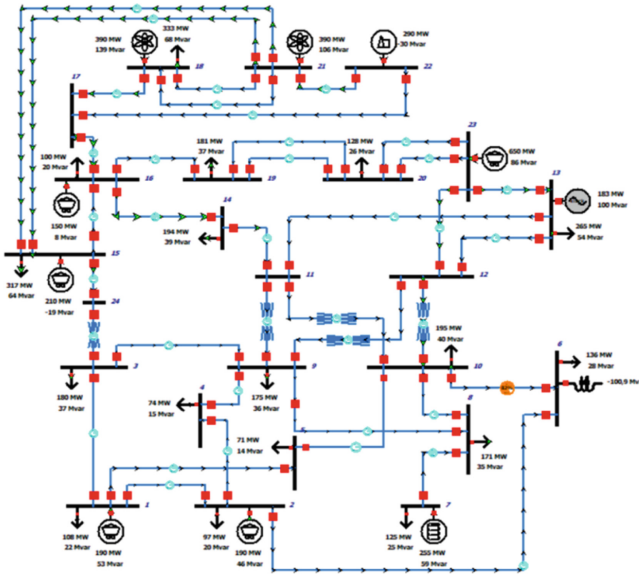 390 MW
139 Mvar
333 MW
68 Mvar
390 MW
106 Mvar
290 MW
-30 Mvar
17
18
21
22
23
100 MW
20 Mvar
181 MW
37 Mvar
128 MW
26 Mvar
650 MW
86 Mvar
13
183 MW
100 Mvar
16
19
20
150 MW
8 Mvar
14
194 MW
39 Mvar
265 MW
54 Mvar
15
317 MW
64 Mvar
210 MW
-19 Mvar
24
11
12
195 MW
40 Mvar
6
136 MW
28 Mvar
-100,9 Mv
3
9
10
180 MW
37 Mvar
175 MW
36 Mvar
4
74 MW
15 Mvar
8
71 MW
14 Mvar
5
171 MW
35 Mvar
1
2
7
108 MW
22 Mvar
190 MW
53 Mvar
97 MW
20 Mvar
190 MW
46 Mvar
125 MW
25 Mvar
255 MW
59 Mvar